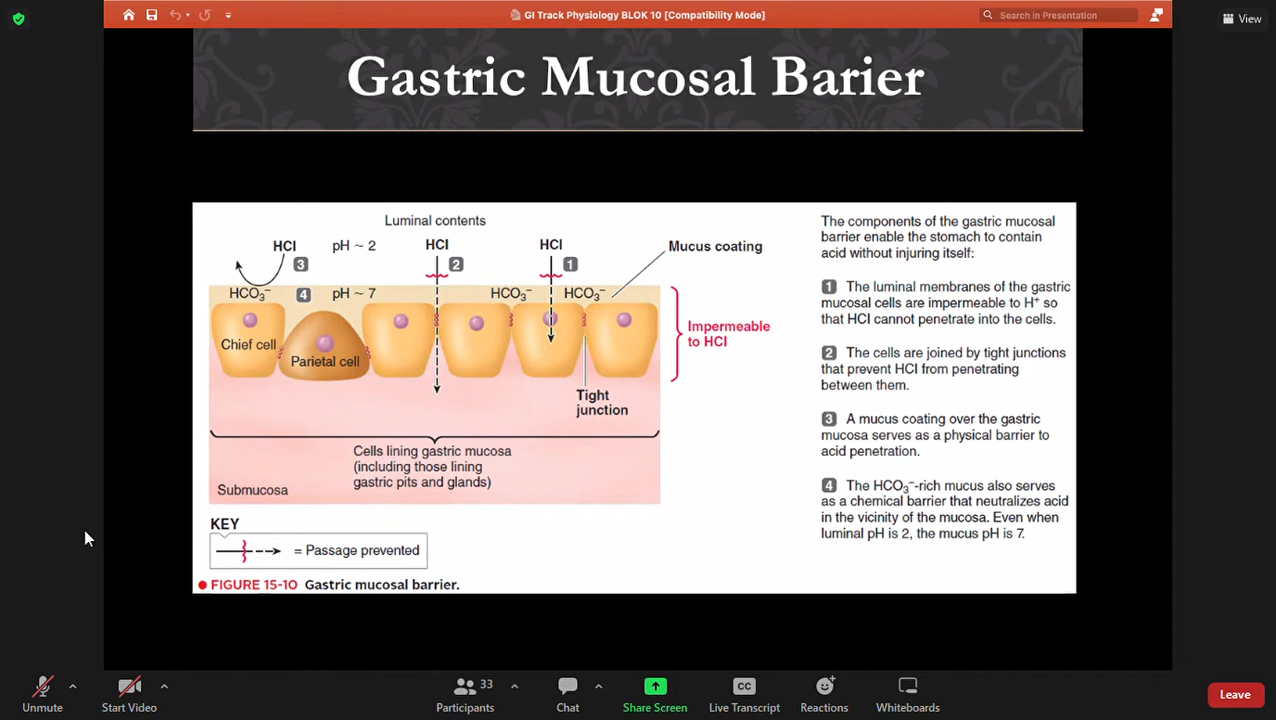 GI Track Physiology BLOK 10 [Compatibility Mode]
Search in Presentation
View
Gastric Mucosal Barier
Luminal contents
HCl
pH ~ 2
HCl
HCl
3
2
1
Mucus coating
HCO3⁻
4
pH ~ 7
HCO3⁻
HCO3⁻
Chief cell
Parietal cell
Impermeable
to HCl
Tight
junction
Cells lining gastric mucosa
(including those lining
gastric pits and glands)
Submucosa
KEY
= Passage prevented
● FIGURE 15-10 Gastric mucosal barrier.
The components of the gastric mucosal
barrier enable the stomach to contain
acid without injuring itself:
1 The luminal membranes of the gastric
mucosal cells are impermeable to H⁺ so
that HCl cannot penetrate into the cells.
2 The cells are joined by tight junctions
that prevent HCl from penetrating
between them.
3 A mucus coating over the gastric
mucosa serves as a physical barrier to
acid penetration.
4 The HCO3⁻-rich mucus also serves
as a chemical barrier that neutralizes acid
in the vicinity of the mucosa. Even when
luminal pH is 2, the mucus pH is 7.
Unmute
Start Video
33
Participants
Chat
Share Screen
CC
Live Transcript
Reactions
Whiteboards
Leave